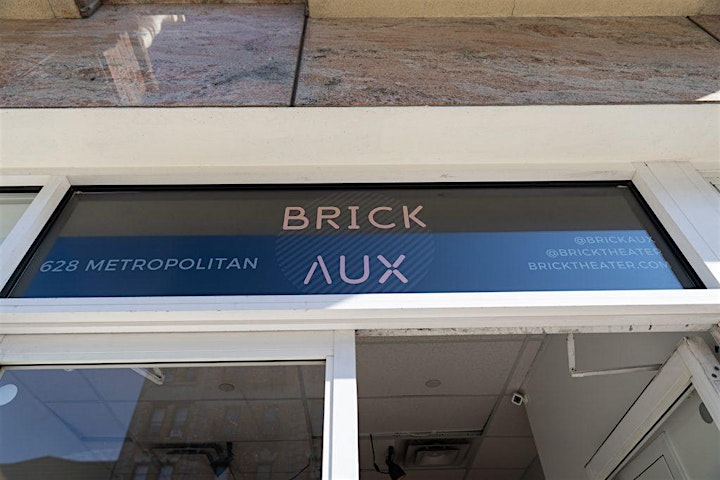 BRICK
AUX
628 METROPOLITAN
@BRICKAUX
@BRICKTHEATER
BRICKTHEATER.COM